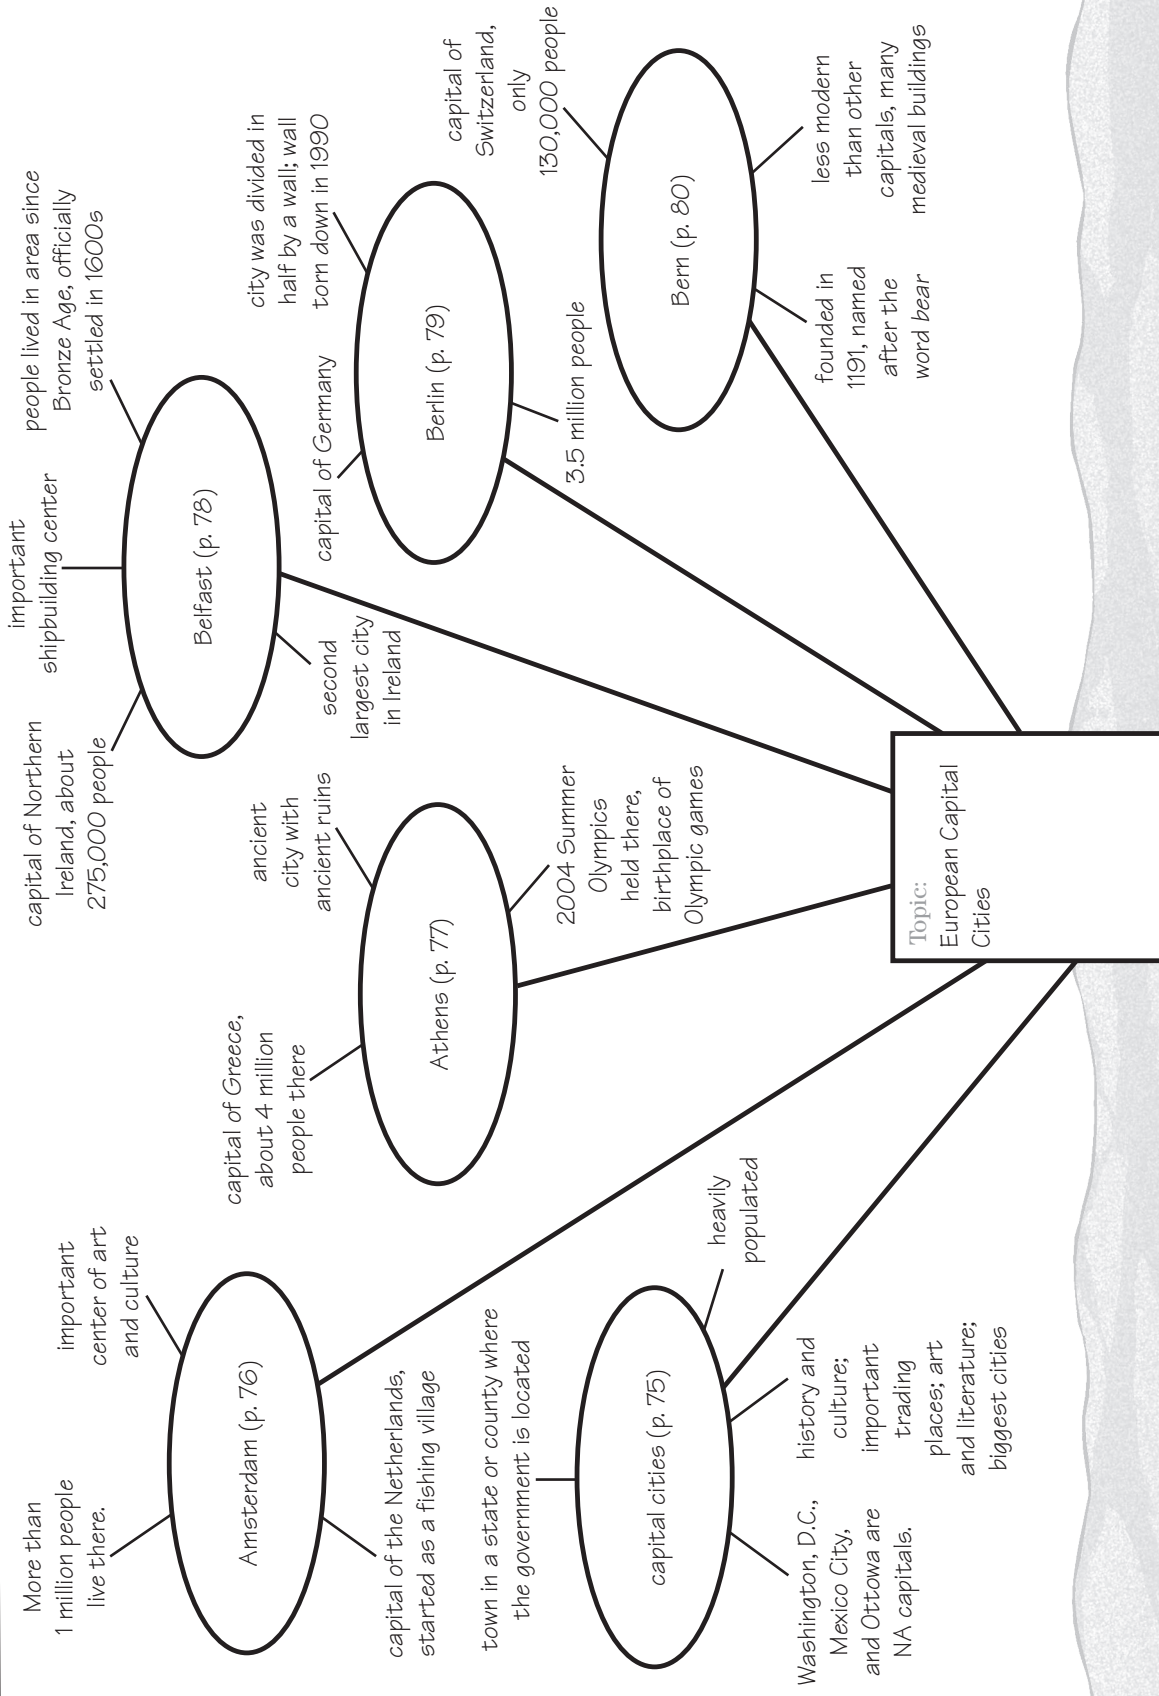 More than
1 million people
live there.
important
center of art
and culture
Amsterdam (p. 76)
capital of the Netherlands,
started as a fishing village
town in a state or county where
the government is located
capital cities (p. 75)
heavily
populated
Washington, D.C.,
Mexico City,
and Ottowa are
NA capitals.
history and
culture;
important
trading
places; art
and literature;
biggest cities
capital of Greece,
about 4 million
people there
ancient
city with
ancient ruins
Athens (p. 77)
2004 Summer
Olympics
held there,
birthplace of
Olympic games
capital of Northern
Ireland, about
275,000 people
important
shipbuilding center
people lived in area since
Bronze Age, officially
settled in 1600s
Belfast (p. 78)
second
largest city
in Ireland
capital of Germany
city was divided in
half by a wall; wall
torn down in 1990
Berlin (p. 79)
3.5 million people
capital of
Switzerland,
only
130,000 people
Bern (p. 80)
founded in
1191, named
after the
word bear
less modern
than other
capitals, many
medieval buildings
Topic:
European Capital
Cities